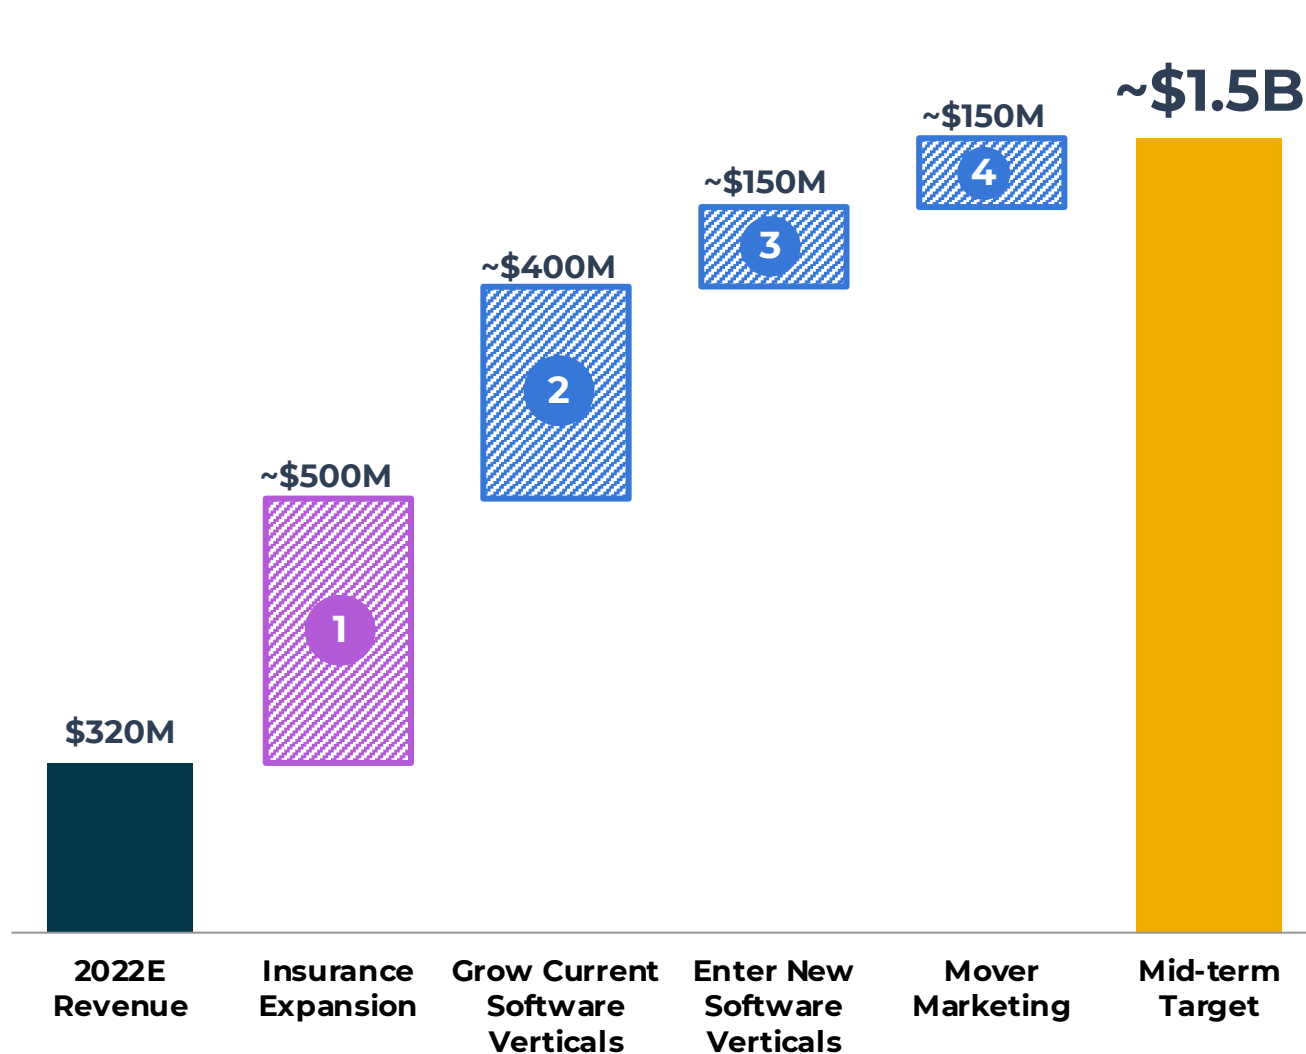 ~$1.5B
~$150M
4
~$150M
3
~$400M
2
~$500M
1
$320M
2022E
Revenue
Insurance
Expansion
Grow Current
Software
Verticals
Enter New
Software
Verticals
Mover
Marketing
Mid-term
Target